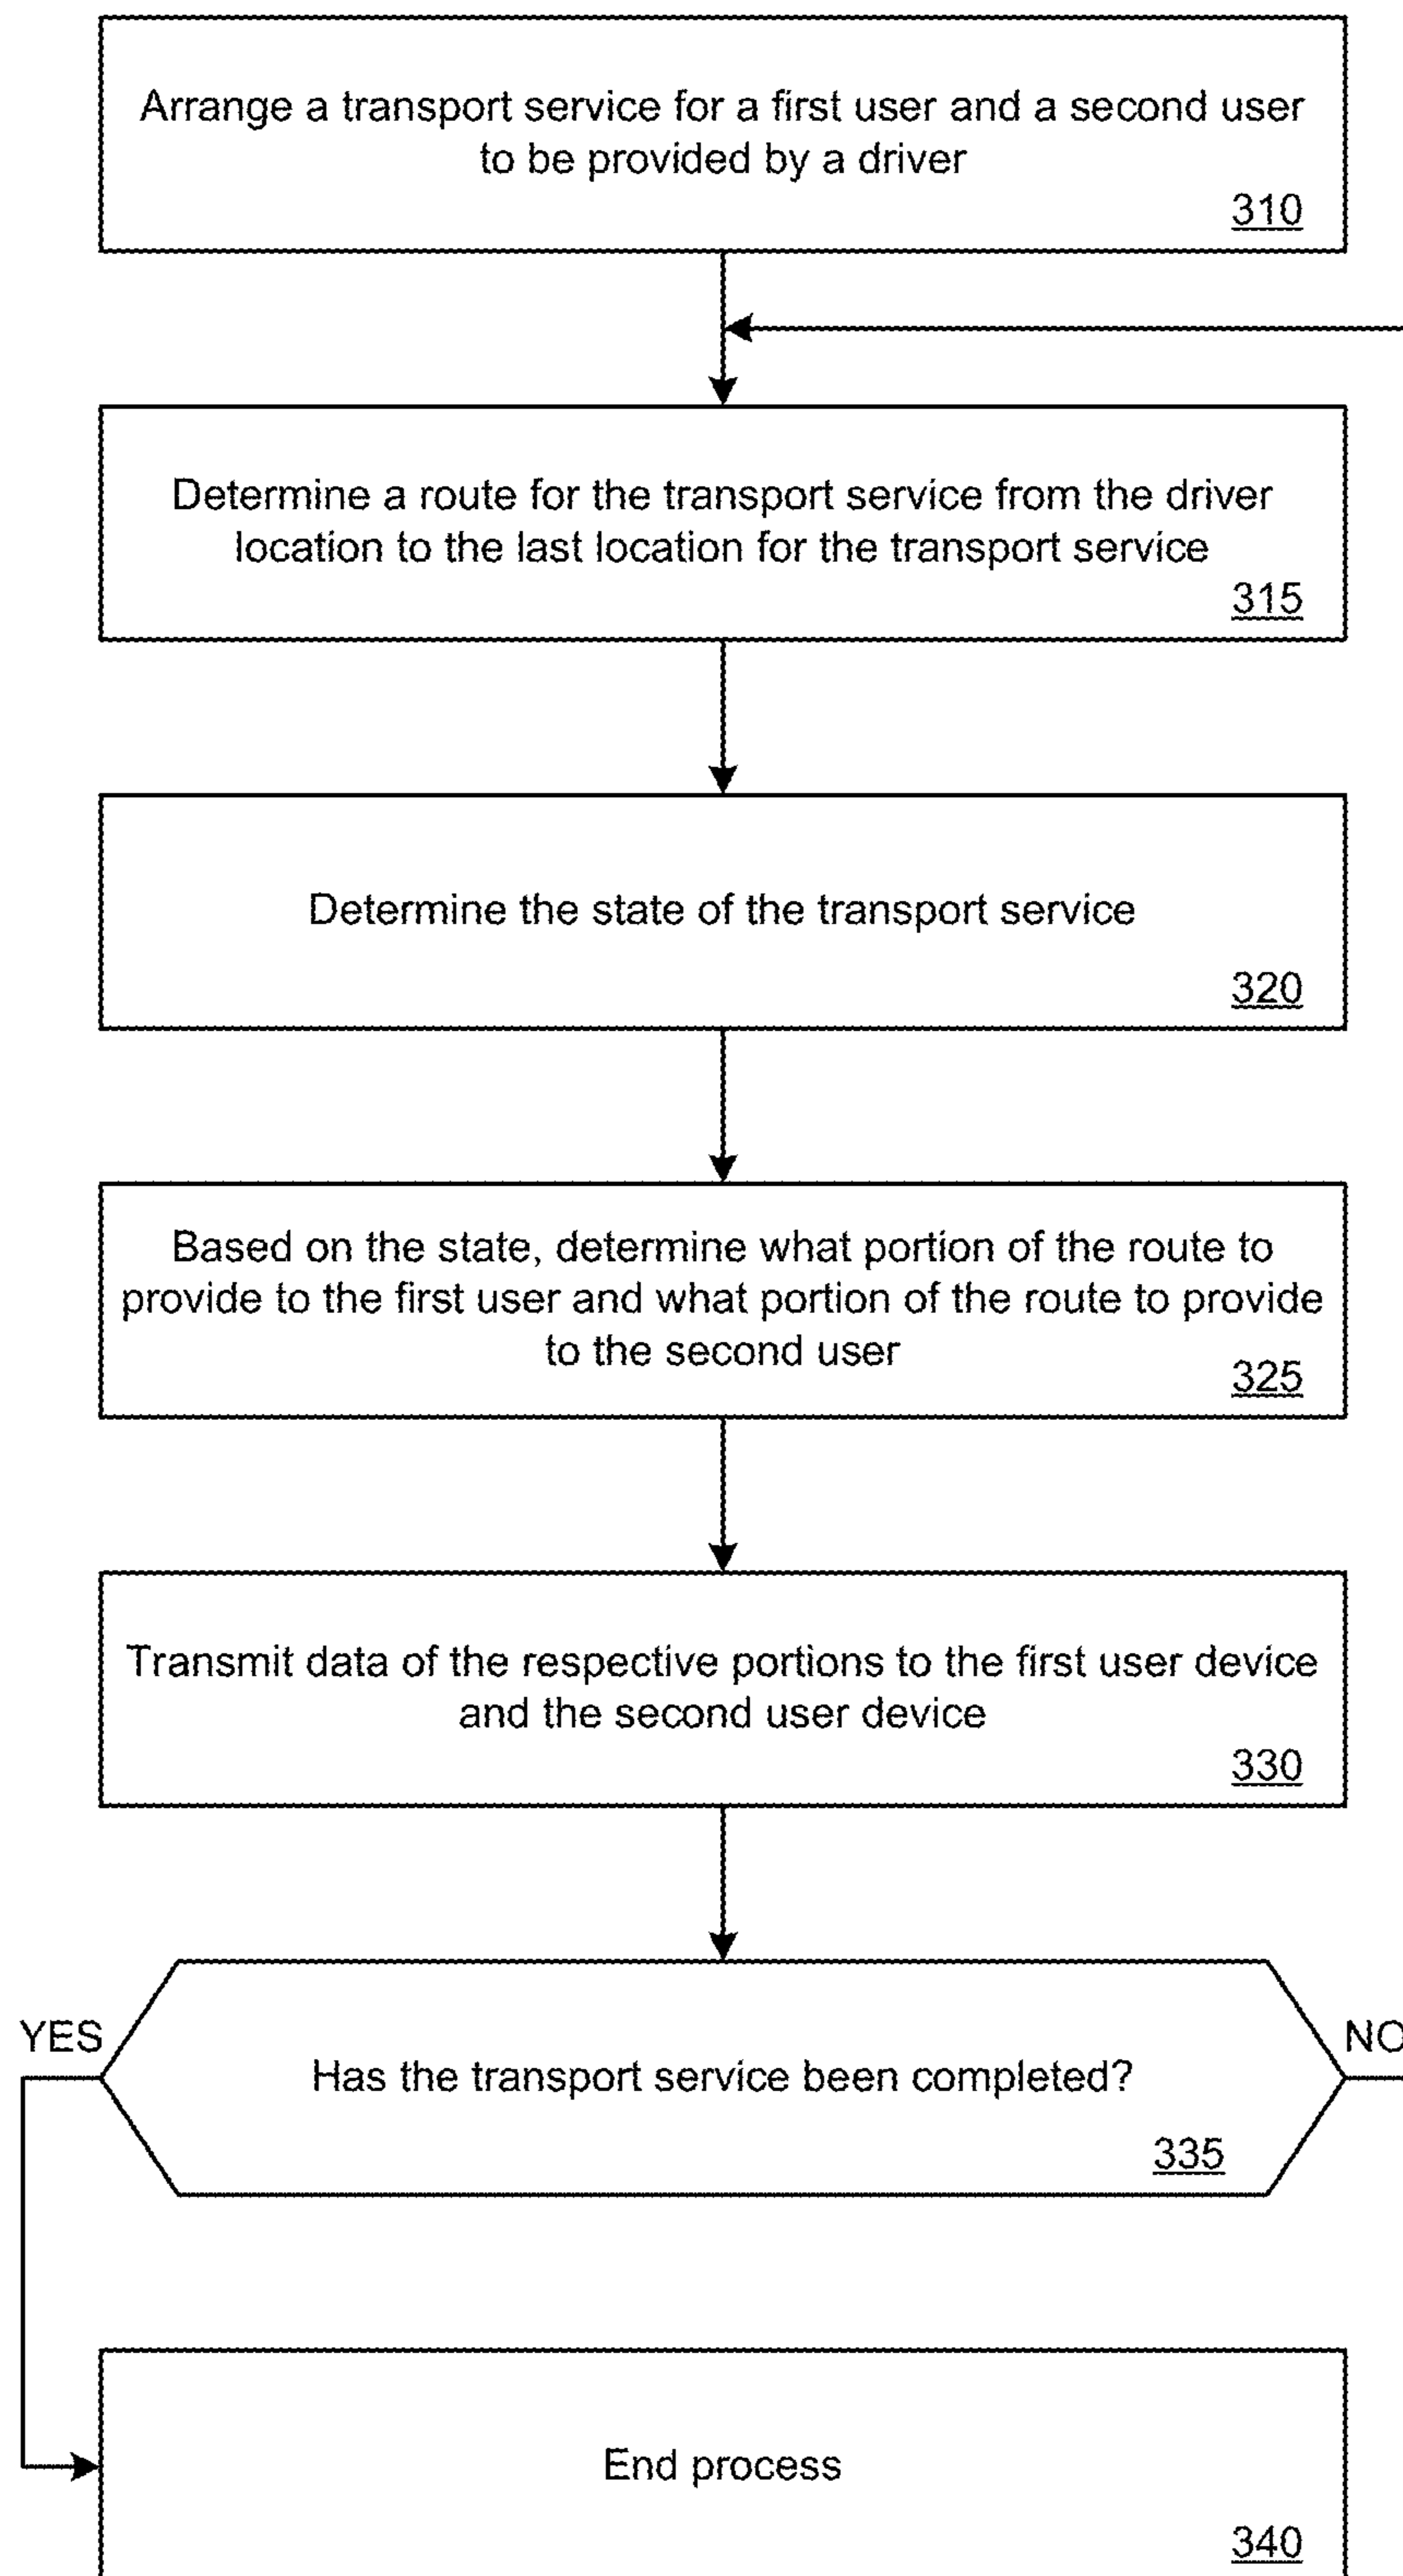 Arrange a transport service for a first user and a second user
to be provided by a driver
310
Determine a route for the transport service from the driver
location to the last location for the transport service
315
Determine the state of the transport service
320
Based on the state, determine what portion of the route to
provide to the first user and what portion of the route to provide
to the second user
325
Transmit data of the respective portions to the first user device
and the second user device
330
YES
NO
Has the transport service been completed?
335
End process
340